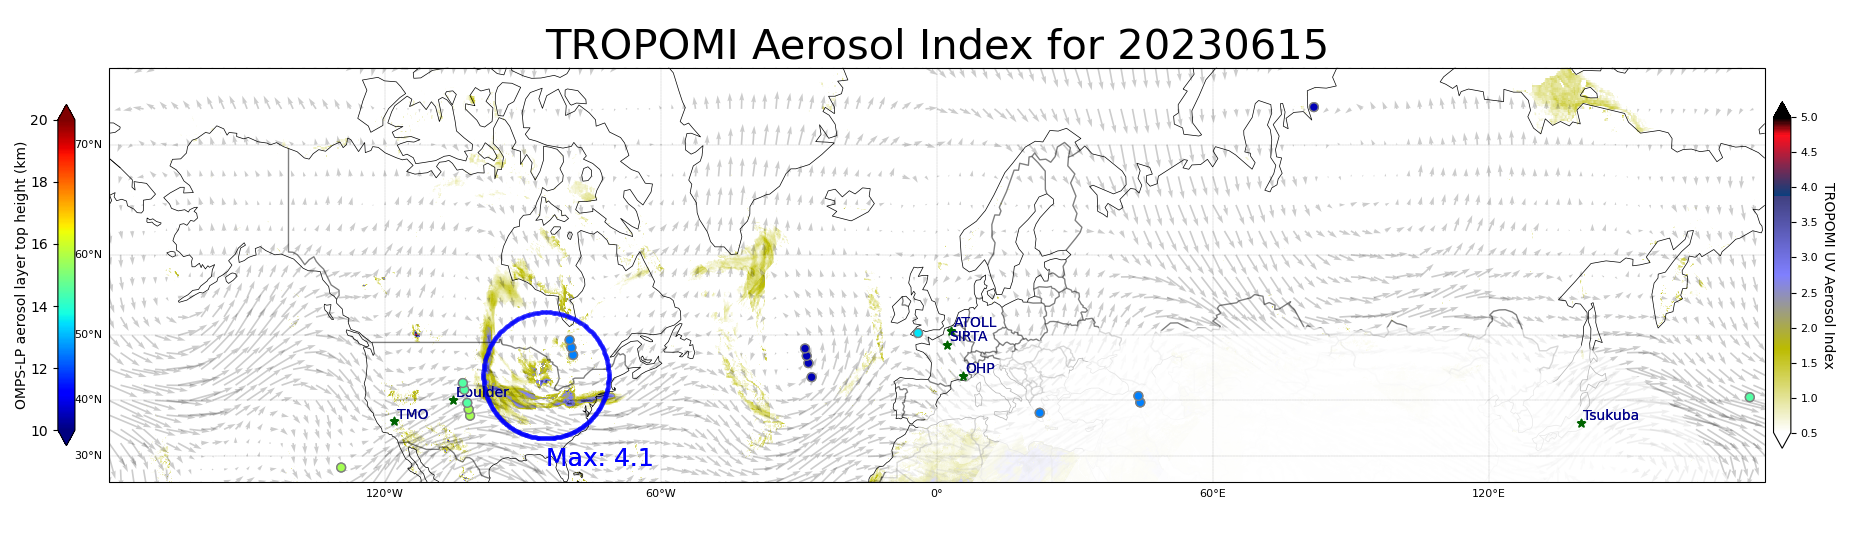 TROPOMI Aerosol Index for 20230615
OMPS-LP aerosol layer top height (km)
20
18
16
14
12
10
70°N
60°N
50°N
40°N
30°N
120°W
60°W
0°
60°E
120°E
ATOLL
SIRTA
OHP
Boulder
TMO
Tsukuba
Max: 4.1
5.0
4.5
4.0
3.5
3.0
2.5
2.0
1.5
1.0
0.5
TROPOMI UV Aerosol Index